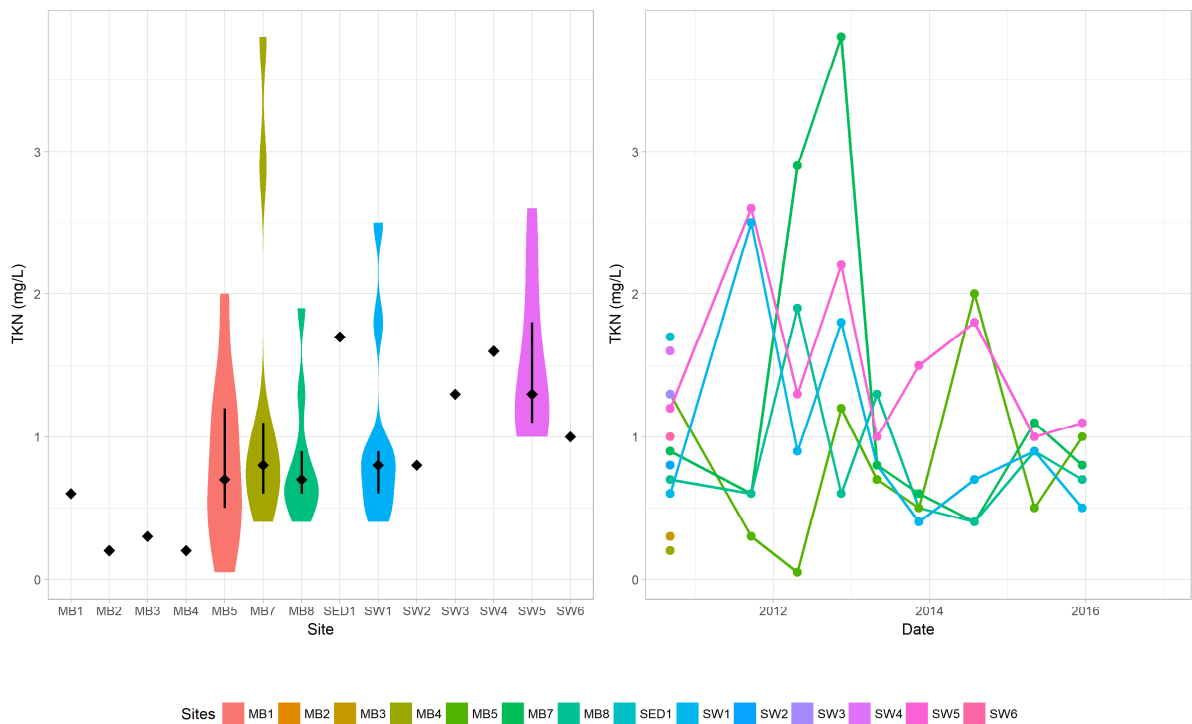 TKN (mg/L)
3
2
1
0
MB1 MB2 MB3 MB4 MB5 MB7 MB8 SED1 SW1 SW2 SW3 SW4 SW5 SW6
Site
TKN (mg/L)
3
2
1
0
2012 2014 2016
Date
Sites MB1 MB2 MB3 MB4 MB5 MB7 MB8 SED1 SW1 SW2 SW3 SW4 SW5 SW6